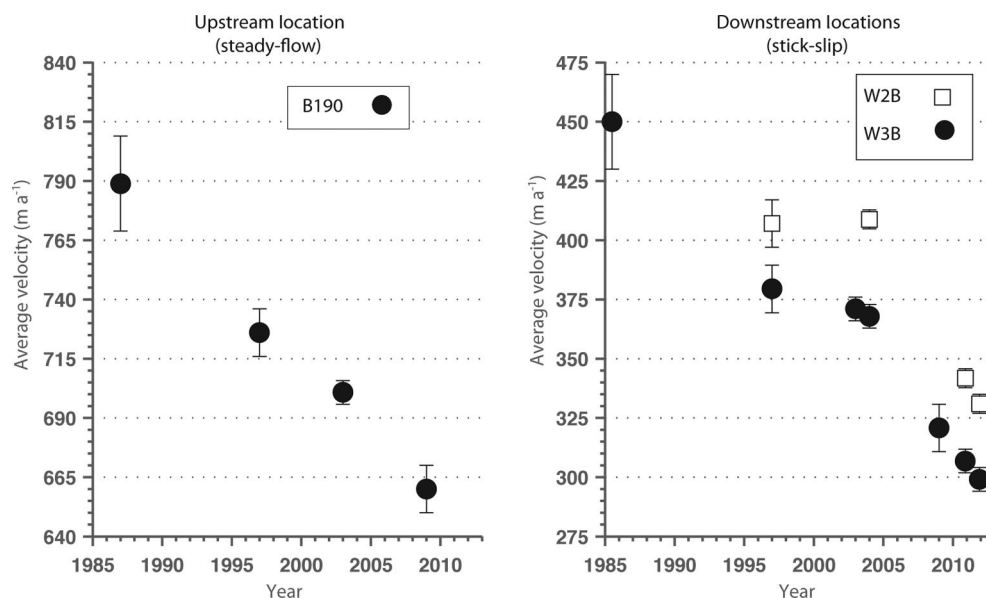 Upstream location
(steady-flow)
Average velocity (m a⁻¹)
840
815
790
765
740
715
690
665
640
B190
1985 1990 1995 2000 2005 2010
Year
Downstream locations
(stick-slip)
Average velocity (m a⁻¹)
475
450
425
400
375
350
325
300
275
W2B
W3B
1985 1990 1995 2000 2005 2010
Year